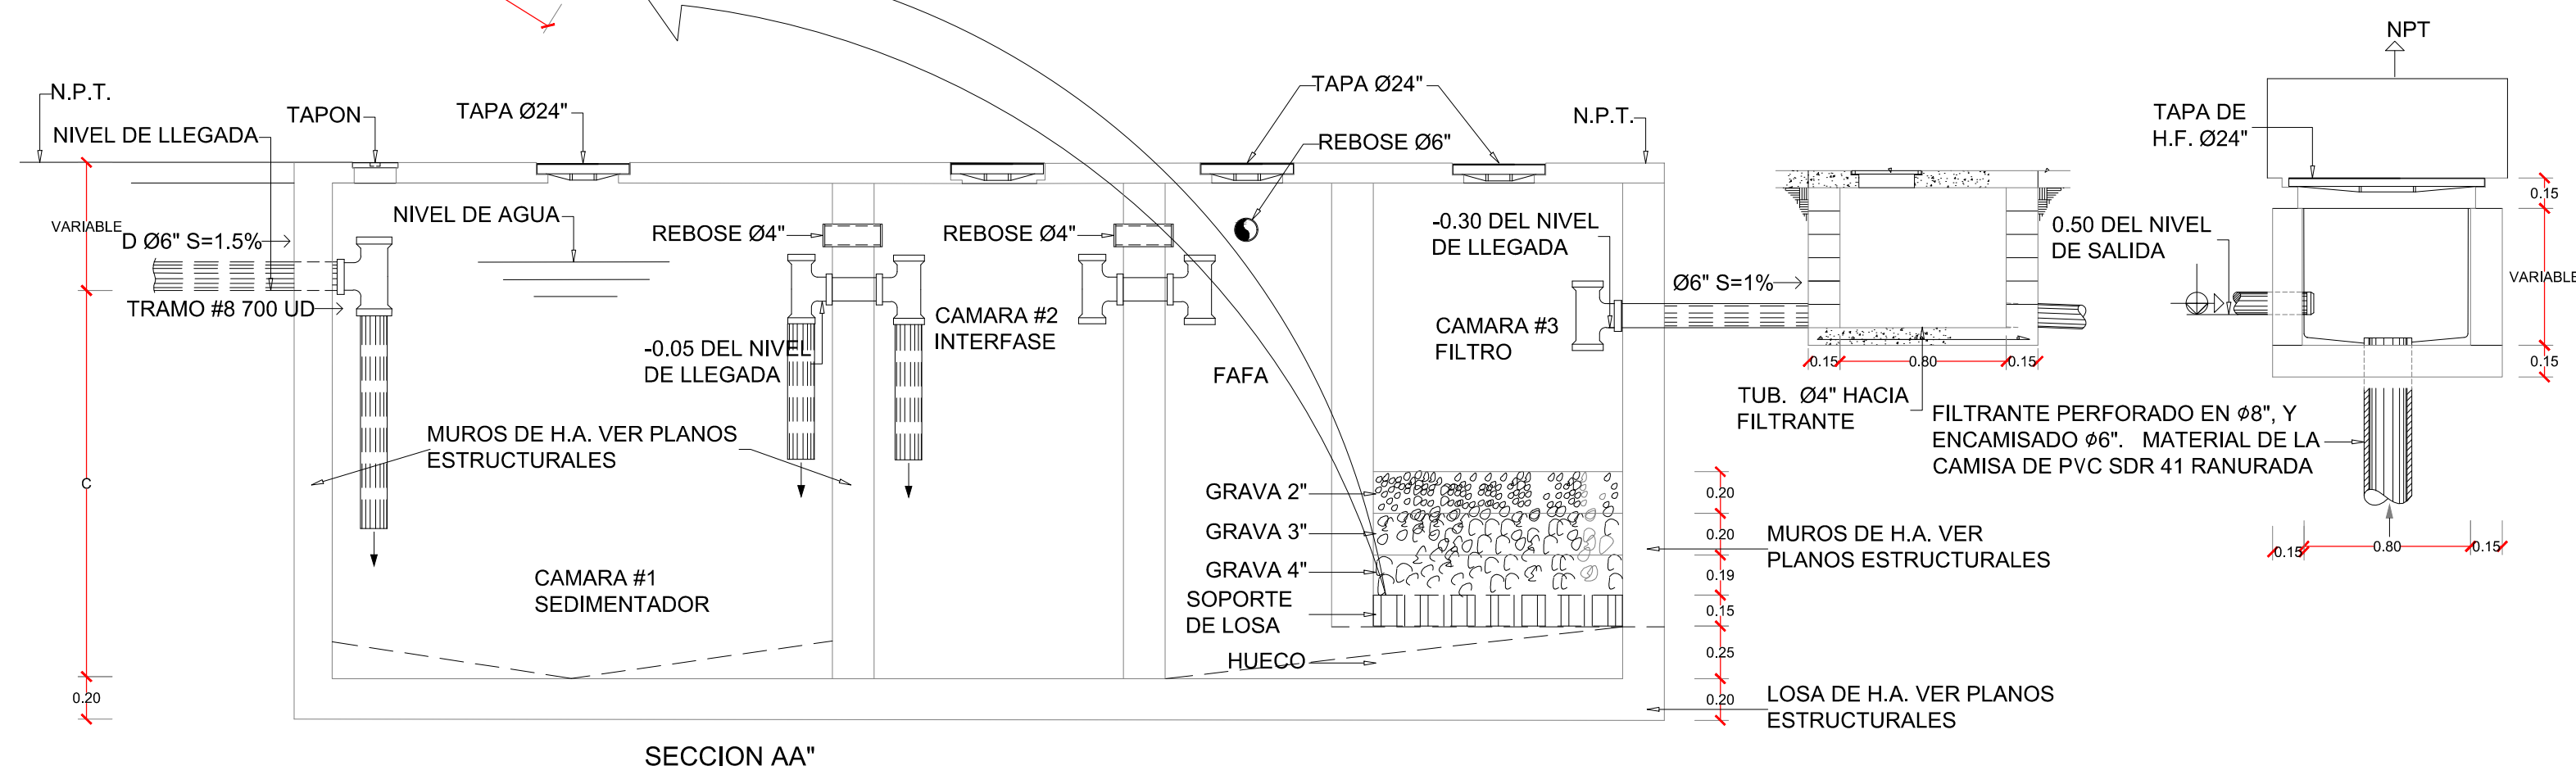 NPT
N.P.T.
TAPON
TAPA Ø24"
TAPA Ø24"
N.P.T.
TAPA DE
H.F. Ø24"
NIVEL DE LLEGADA
REBOSE Ø6"
0.15
VARIABLE
D Ø6" S=1.5%
NIVEL DE AGUA
REBOSE Ø4"
REBOSE Ø4"
-0.30 DEL NIVEL
DE LLEGADA
0.50 DEL NIVEL
DE SALIDA
VARIABLE
Ø6" S=1%
TRAMO #8 700 UD
CAMARA #2
INTERFASE
CAMARA #3
FILTRO
-0.05 DEL NIVEL
DE LLEGADA
FAFA
0.15
0.80
0.15
0.15
TUB. Ø4" HACIA
FILTRANTE
FILTRANTE PERFORADO EN Ø8", Y
ENCAMISADO Ø6". MATERIAL DE LA
CAMISA DE PVC SDR 41 RANURADA
MUROS DE H.A. VER PLANOS
ESTRUCTURALES
C
GRAVA 2"
0.20
GRAVA 3"
0.20
MUROS DE H.A. VER
PLANOS ESTRUCTURALES
0.15
0.80
0.15
GRAVA 4"
0.19
CAMARA #1
SEDIMENTADOR
SOPORTE
DE LOSA
0.15
HUECO
0.25
0.20
0.20
LOSA DE H.A. VER PLANOS
ESTRUCTURALES
SECCION AA"